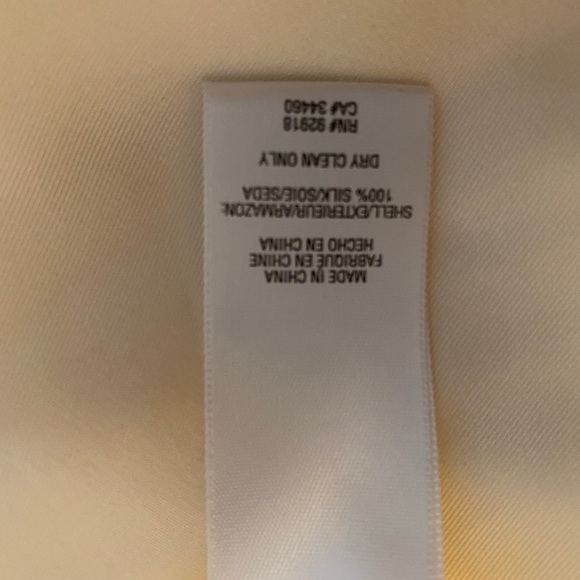 MADE IN CHINA
FABRIQUÉ EN CHINE
HECHO EN CHINA
SHELL/EXTERIEUR/ARMAZON:
100% SILK/SOIE/SEDA
DRY CLEAN ONLY
RN# 92918
CA# 34460